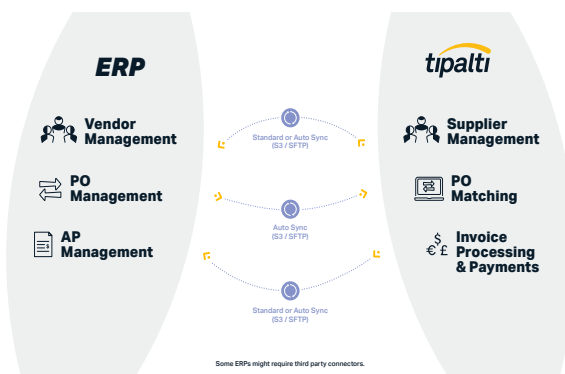 ERP
Vendor
Management
PO
Management
AP
Management
Standard or Auto Sync
(S3 / SFTP)
Auto Sync
(S3 / SFTP)
Standard or Auto Sync
(S3 / SFTP)
tipalti
Supplier
Management
PO
Matching
$
€ £
Invoice
Processing
& Payments
Some ERPs might require third party connectors.